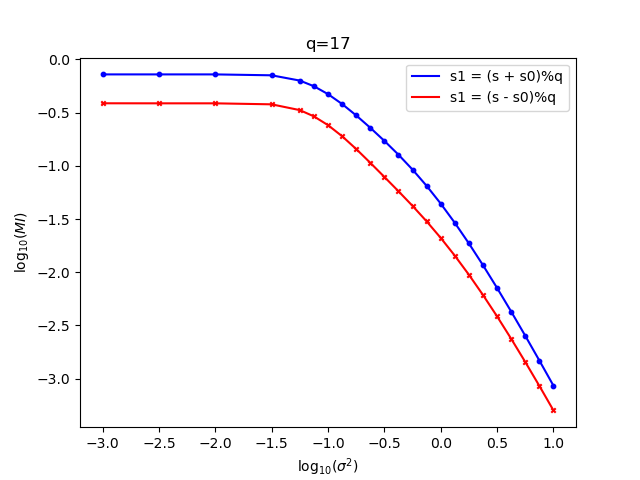 q=17
s1 = (s + s0)%q
s1 = (s - s0)%q
log₁₀(MI)
0.0
−0.5
−1.0
−1.5
−2.0
−2.5
−3.0
−3.0 −2.5 −2.0 −1.5 −1.0 −0.5 0.0 0.5 1.0
log₁₀(σ²)